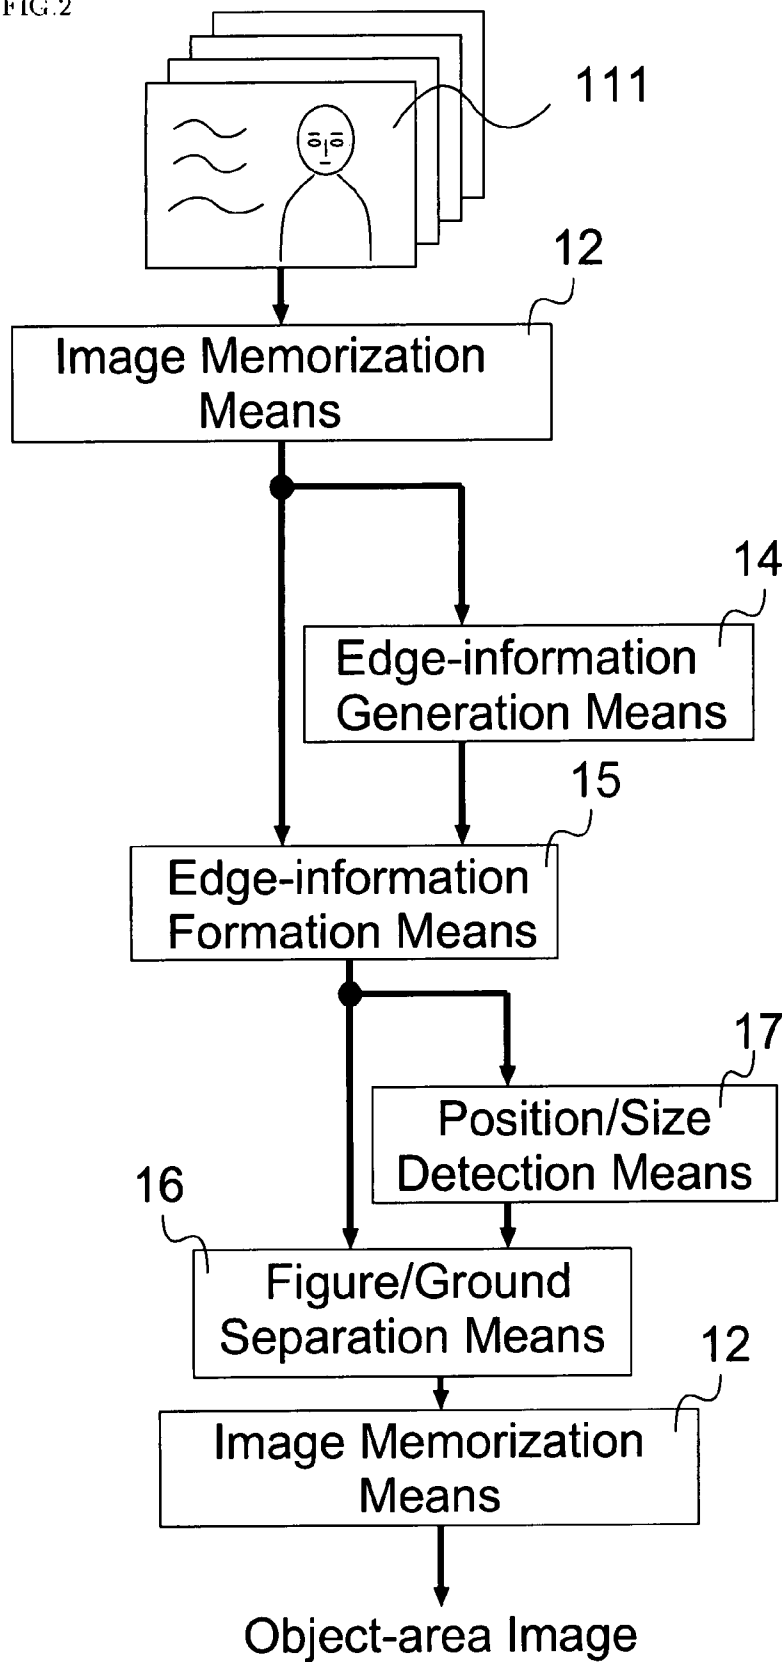 FIG.2
111
12
Image Memorization
Means
14
Edge-information
Generation Means
15
Edge-information
Formation Means
17
Position/Size
Detection Means
16
Figure/Ground
Separation Means
12
Image Memorization
Means
Object-area Image